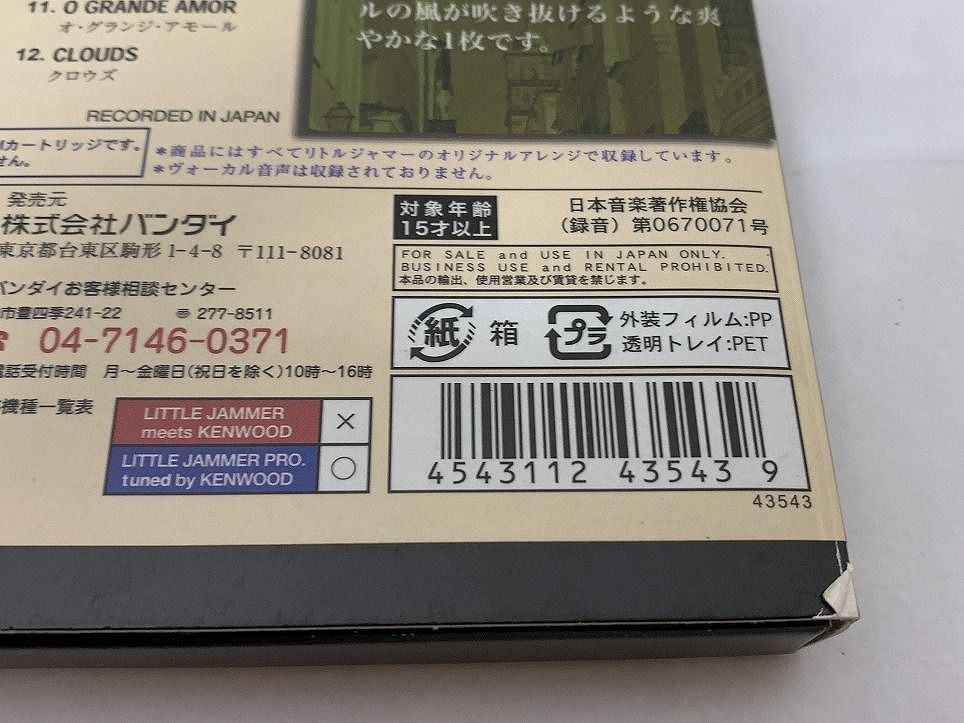 11. O GRANDE AMOR
オ・グランジ・アモール
12. CLOUDS
クロウズ
RECORDED IN JAPAN
ルの風が吹き抜けるような爽
やかな1枚です。
カートリッジです。
せん。
*商品にはすべてリトルジャマーのオリジナルアレンジで収録しています。
*ヴォーカル音声は収録されておりません。
発売元
株式会社バンダイ
東京都台東区駒形1-4-8 〒111-8081
バンダイお客様相談センター
市豊四季241-22 〠 277-8511
04-7146-0371
電話受付時間 月～金曜日(祝日を除く)10時～16時
機種一覧表
LITTLE JAMMER
meets KENWOOD
×
LITTLE JAMMER PRO.
tuned by KENWOOD
○
対象年齢
15才以上
日本音楽著作権協会
(録音) 第0670071号
FOR SALE and USE IN JAPAN ONLY.
BUSINESS USE and RENTAL PROHIBITED.
本品の輸出、使用営業及び賃貸を禁じます。
紙 箱
プラ
外装フィルム:PP
透明トレイ:PET
4543112 43543 9
43543